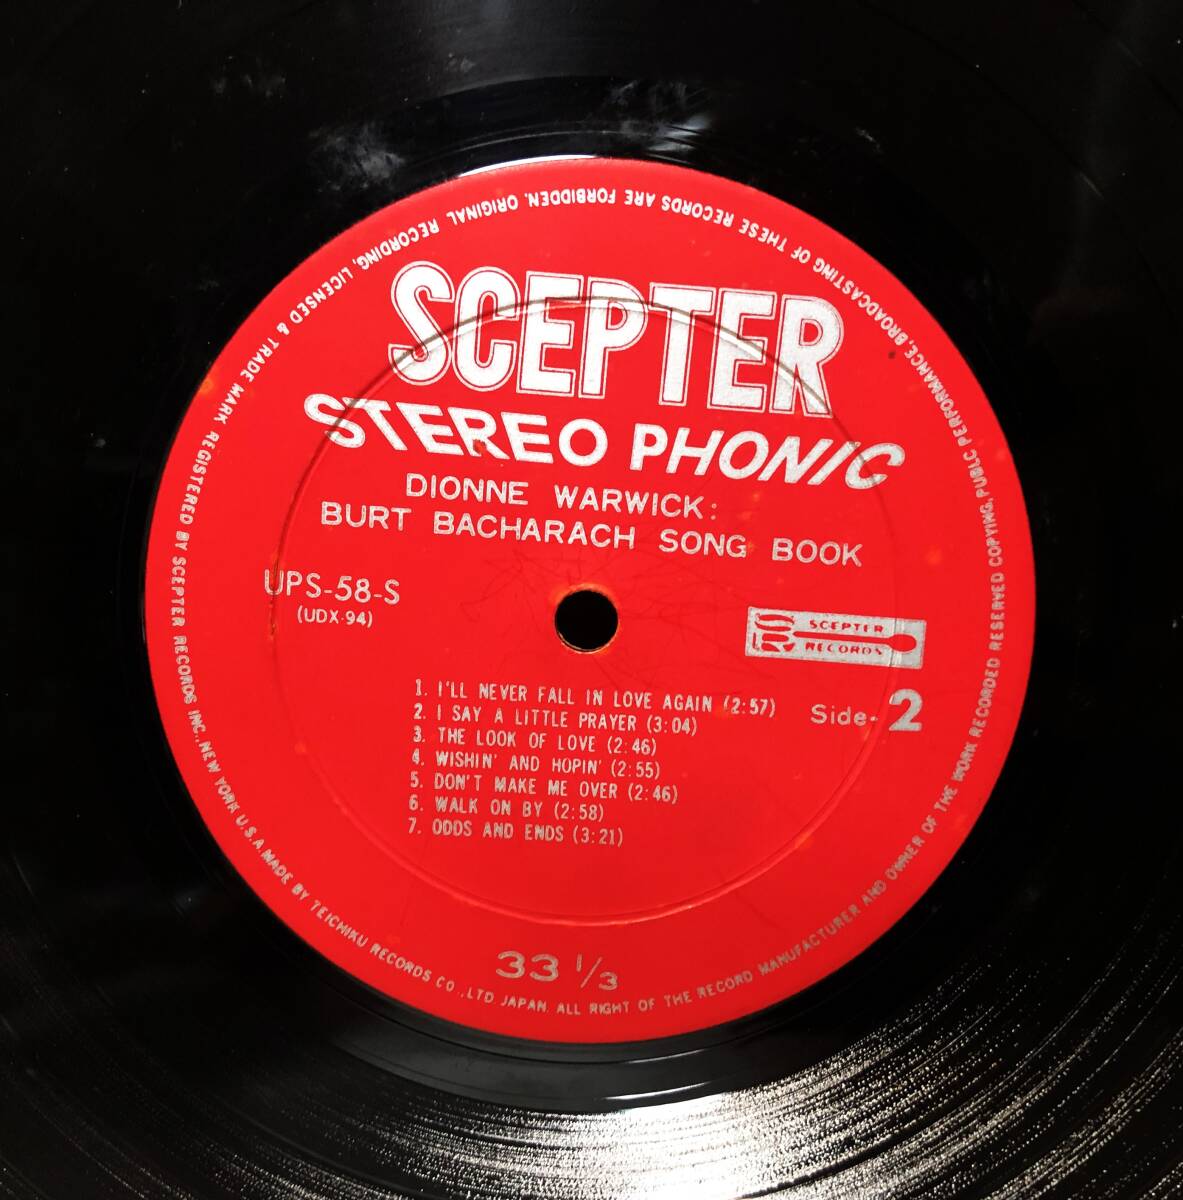 SCEPTER
STEREO PHONIC
DIONNE WARWICK:
BURT BACHARACH SONG BOOK
UPS-58-S
(UDX-94)
SR SCEPTER
RECORDS
Side-2
1. I'LL NEVER FALL IN LOVE AGAIN (2:57)
2. I SAY A LITTLE PRAYER (3:04)
3. THE LOOK OF LOVE (2:46)
4. WISHIN' AND HOPIN' (2:55)
5. DON'T MAKE ME OVER (2:46)
6. WALK ON BY (2:58)
7. ODDS AND ENDS (3:21)
33 1/3
ORIGINAL RECORDING, LICENSED & TRADE MARK REGISTERED BY SCEPTER RECORDS INC., NEW YORK U.S.A. MADE BY TEICHIKU RECORDS CO.,LTD JAPAN. ALL RIGHT OF THE RECORD MANUFACTURER AND OWNER OF THE WORK RECORDED RESERVED COPYING, PUBLIC PERFORMANCE, BROADCASTING OF THESE RECORDS ARE FORBIDDEN.